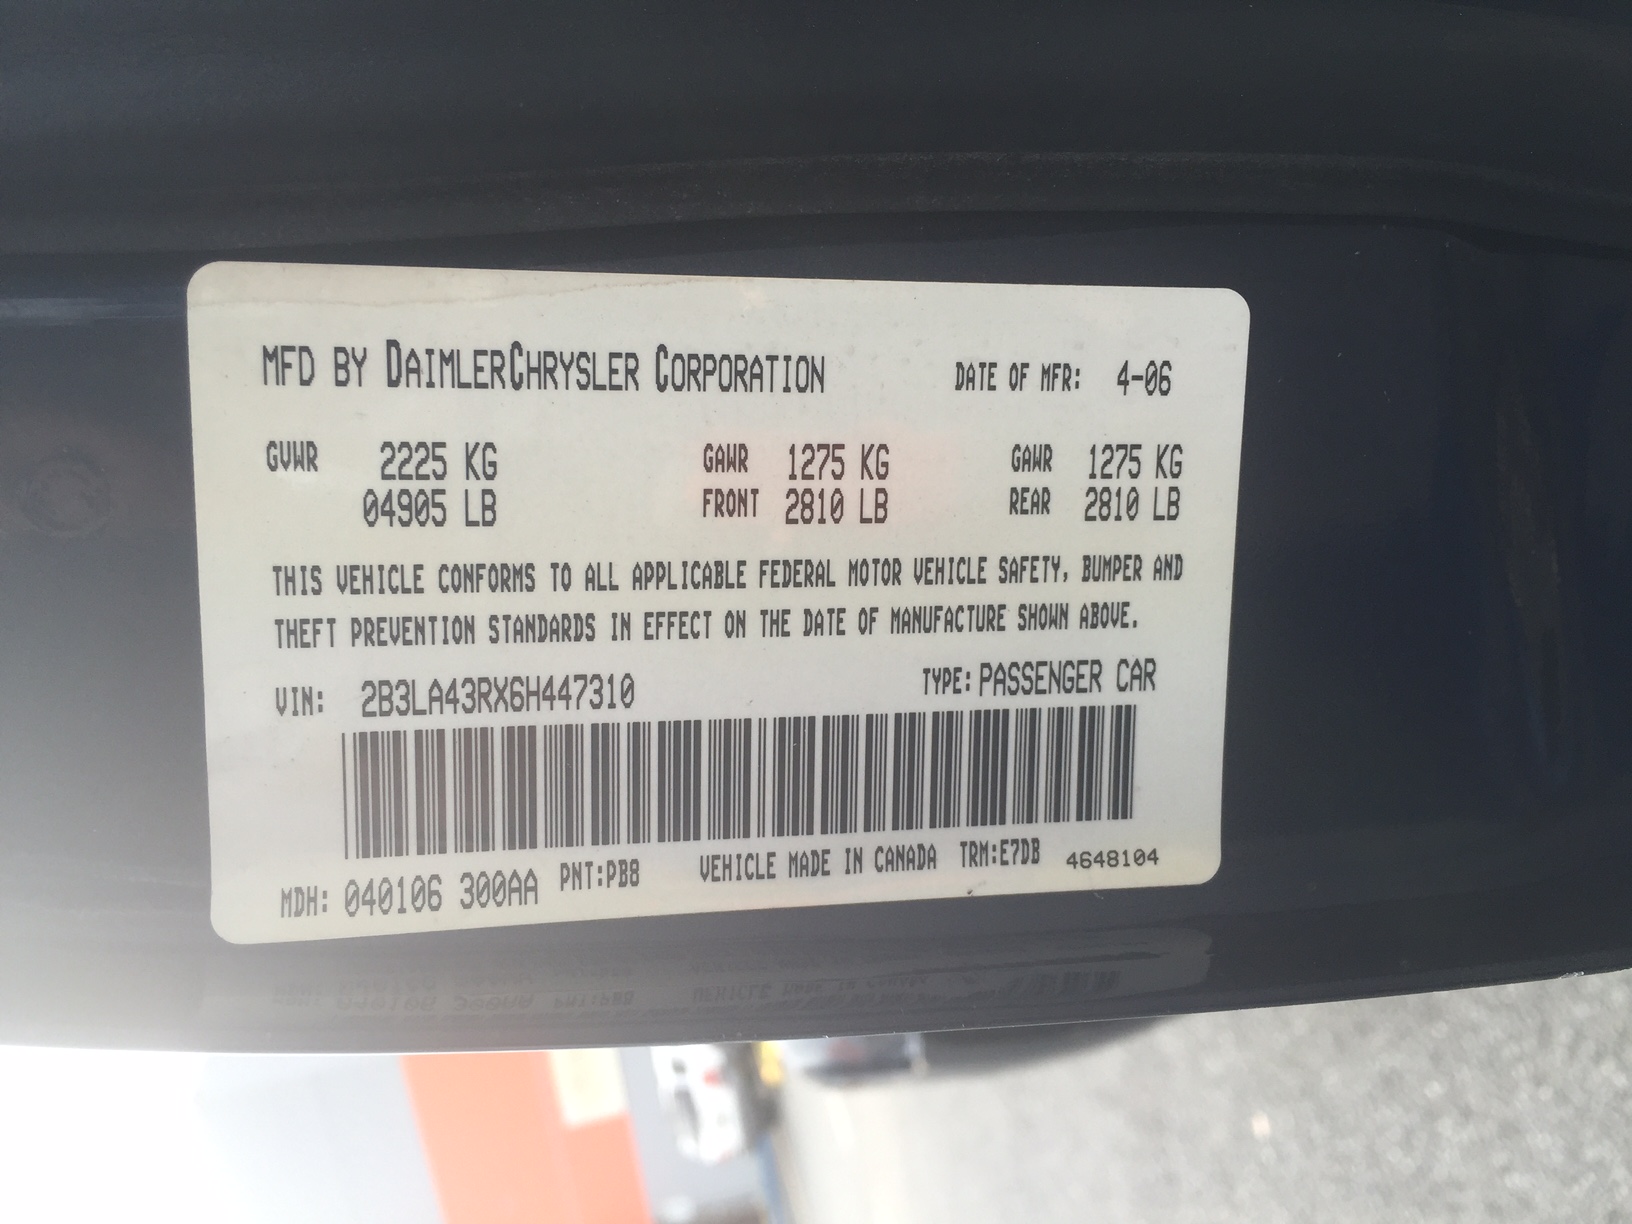 MFD BY DAIMLERCHRYSLER CORPORATION DATE OF MFR: 4-06
GVWR 2225 KG GAWR 1275 KG GAWR 1275 KG
04905 LB FRONT 2810 LB REAR 2810 LB
THIS VEHICLE CONFORMS TO ALL APPLICABLE FEDERAL MOTOR VEHICLE SAFETY, BUMPER AND
THEFT PREVENTION STANDARDS IN EFFECT ON THE DATE OF MANUFACTURE SHOWN ABOVE.
VIN: 2B3LA43RX6H447310 TYPE: PASSENGER CAR
MDH: 040106 300AA PNT:PB8 VEHICLE MADE IN CANADA TRM:E7DB 4648104